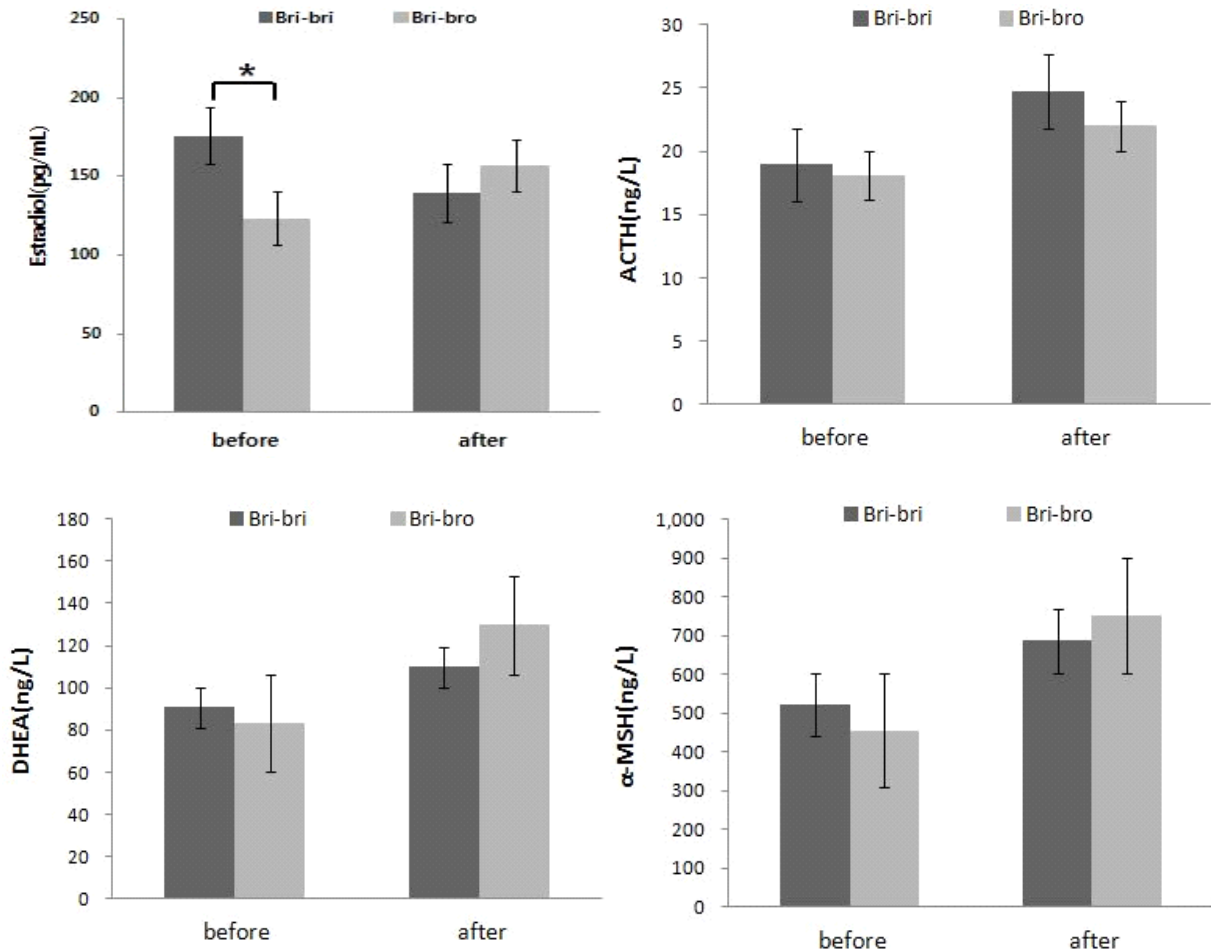 Bri-bri Bri-bro
250
200
150
100
50
0
Estradiol(pg/mL)
*
before after
Bri-bri Bri-bro
30
25
20
15
10
5
0
ACTH(ng/L)
before after
Bri-bri Bri-bro
180
160
140
120
100
80
60
40
20
0
DHEA(ng/L)
before after
Bri-bri Bri-bro
1,000
900
800
700
600
500
400
300
200
100
0
α-MSH(ng/L)
before after